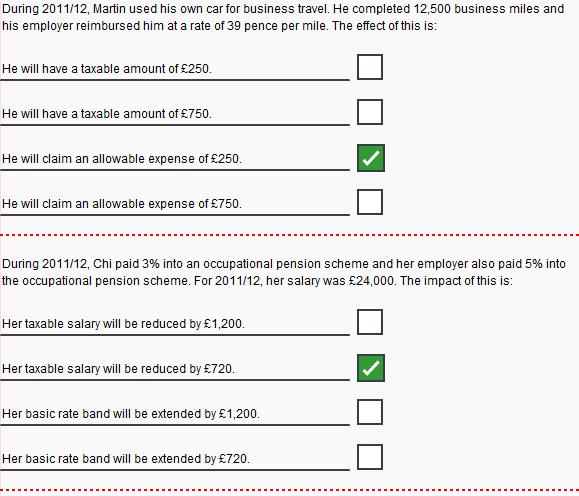 During 2011/12, Martin used his own car for business travel. He completed 12,500 business miles and
his employer reimbursed him at a rate of 39 pence per mile. The effect of this is:
He will have a taxable amount of £250.
He will have a taxable amount of £750.
He will claim an allowable expense of £250.
He will claim an allowable expense of £750.
During 2011/12, Chi paid 3% into an occupational pension scheme and her employer also paid 5% into
the occupational pension scheme. For 2011/12, her salary was £24,000. The impact of this is:
Her taxable salary will be reduced by £1,200.
Her taxable salary will be reduced by £720.
Her basic rate band will be extended by £1,200.
Her basic rate band will be extended by £720.